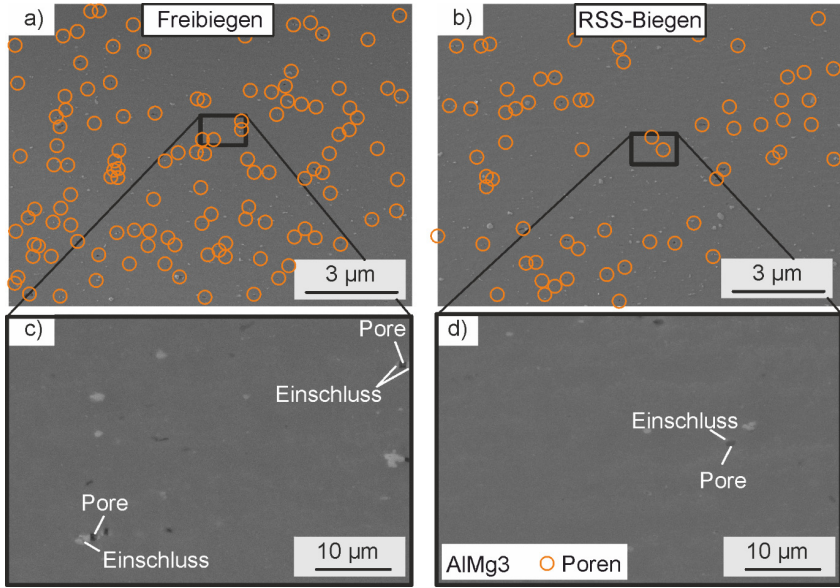 a)
Freibiegen
3 µm
b)
RSS-Biegen
3 µm
c)
Pore
Einschluss
Pore
Einschluss
10 µm
d)
Einschluss
Pore
10 µm
AlMg3
Poren